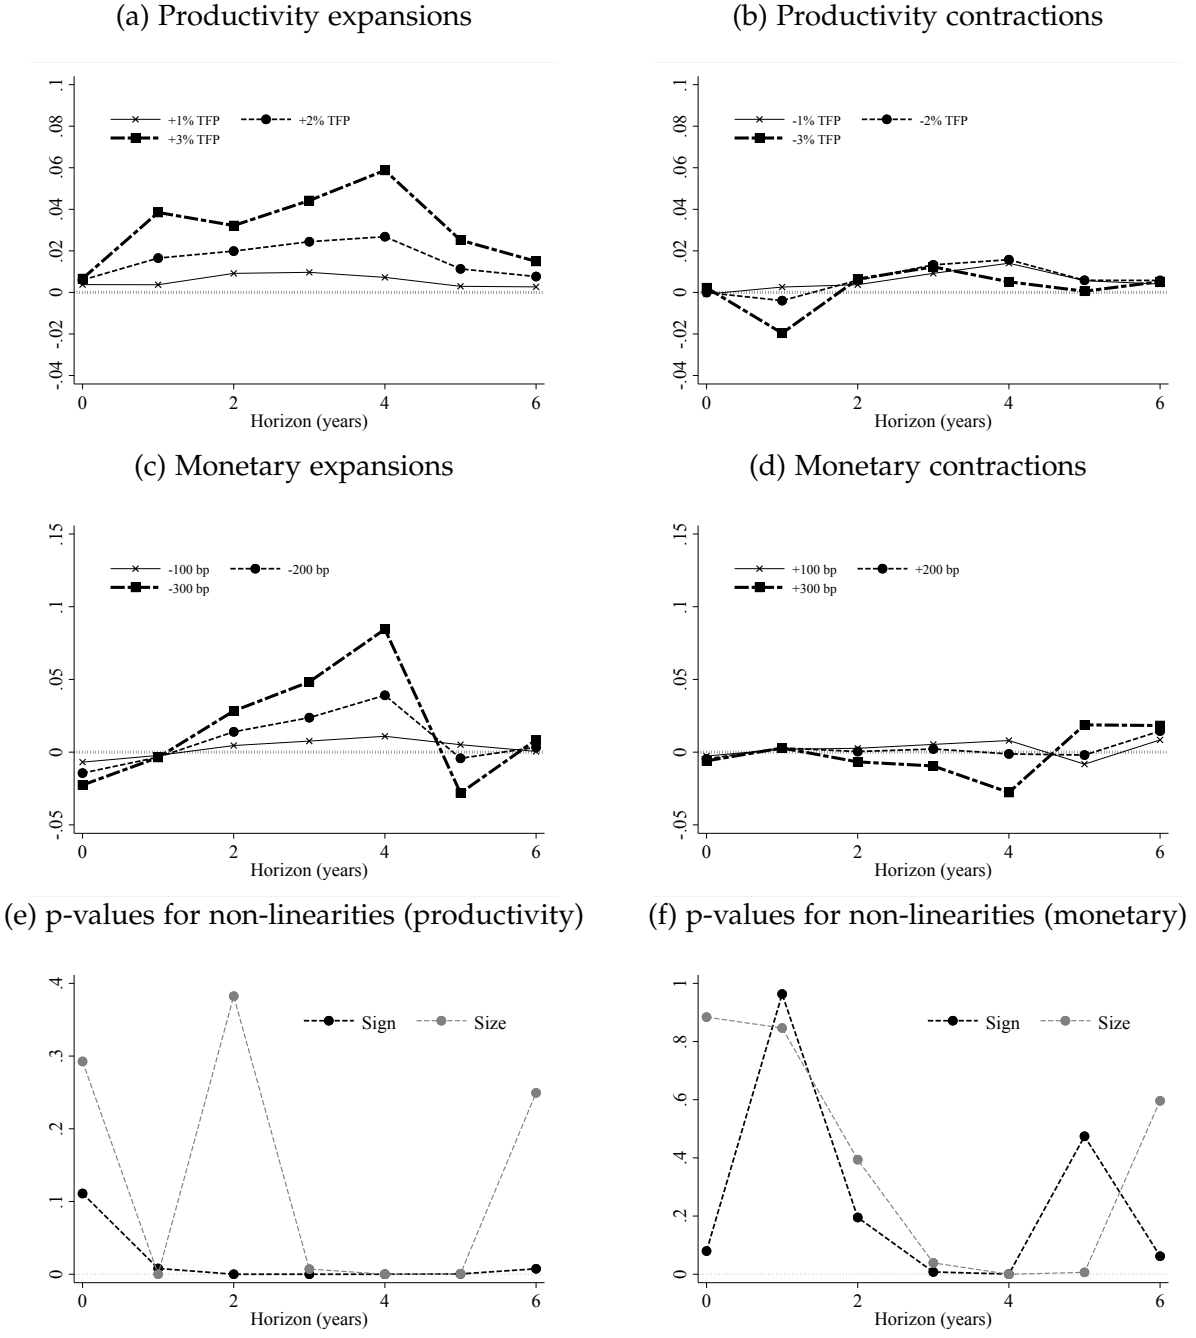 (a) Productivity expansions
(b) Productivity contractions
.1
.08
.06
.04
.02
0
-.02
-.04
+1% TFP
+2% TFP
+3% TFP
0
2
4
6
Horizon (years)
.1
.08
.06
.04
.02
0
-.02
-.04
-1% TFP
-2% TFP
-3% TFP
0
2
4
6
Horizon (years)
(c) Monetary expansions
(d) Monetary contractions
.15
.1
.05
0
-.05
-100 bp
-200 bp
-300 bp
0
2
4
6
Horizon (years)
.15
.1
.05
0
-.05
+100 bp
+200 bp
+300 bp
0
2
4
6
Horizon (years)
(e) p-values for non-linearities (productivity)
(f) p-values for non-linearities (monetary)
.4
.3
.2
.1
0
Sign
Size
0
2
4
6
Horizon (years)
1
.8
.6
.4
.2
0
Sign
Size
0
2
4
6
Horizon (years)